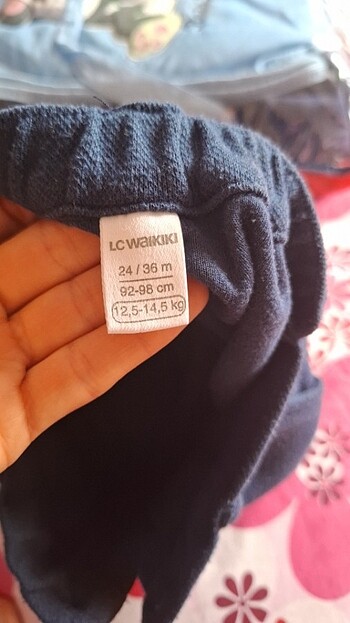 LC WAIKIKI
24 / 36 m
92-98 cm
12,5-14,5 kg